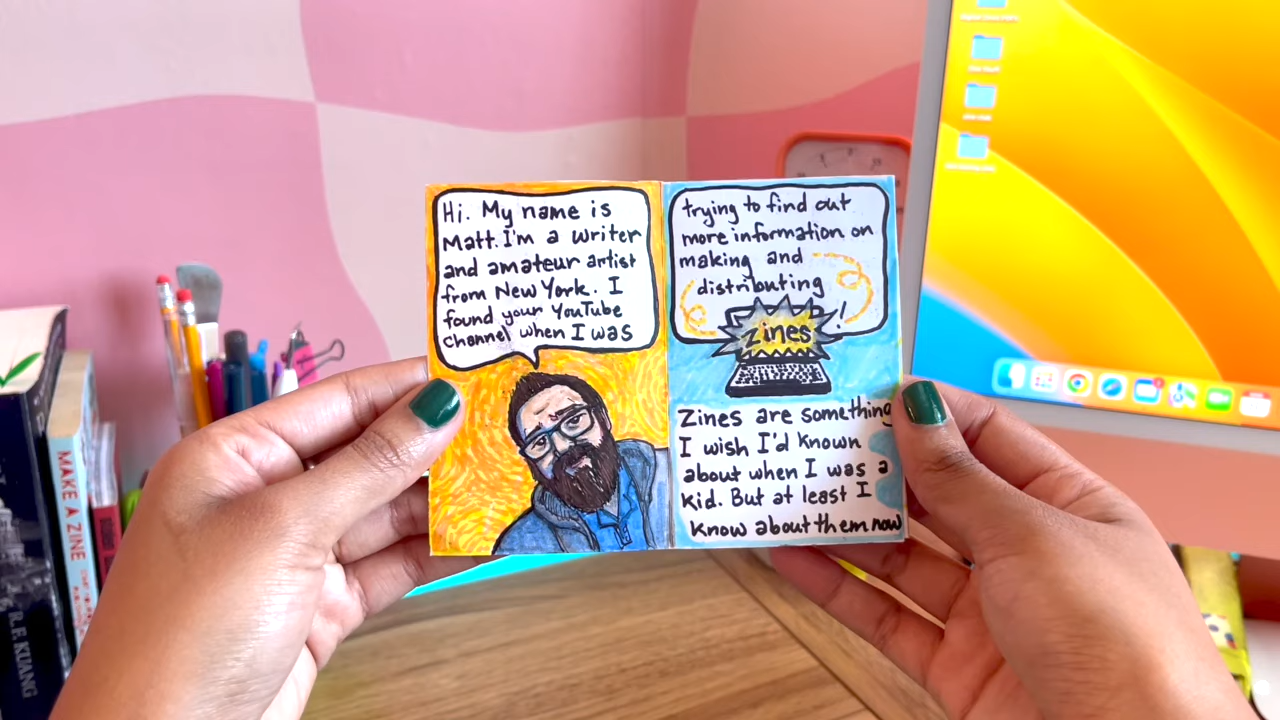 Hi. My name is
Matt. I'm a writer
and amateur artist
from New York. I
found your YouTube
channel when I was
trying to find out
more information on
making and
distributing
zines!
Zines are something
I wish I'd known
about when I was a
kid. But at least I
know about them now
MAKE A ZINE
R.F. KUANG